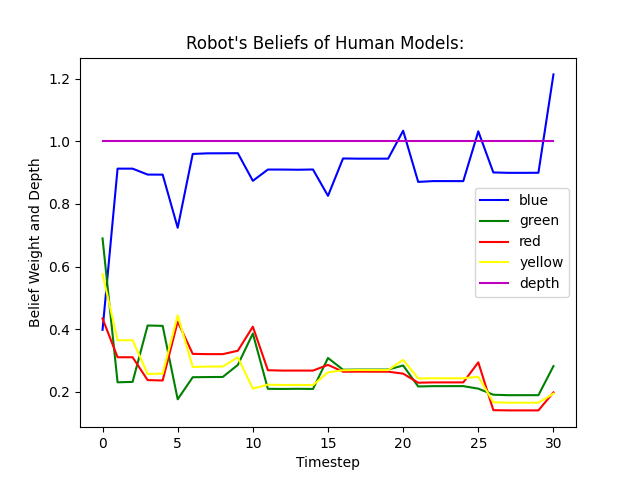 Robot's Beliefs of Human Models:
Belief Weight and Depth
1.2
1.0
0.8
0.6
0.4
0.2
blue
green
red
yellow
depth
0 5 10 15 20 25 30
Timestep